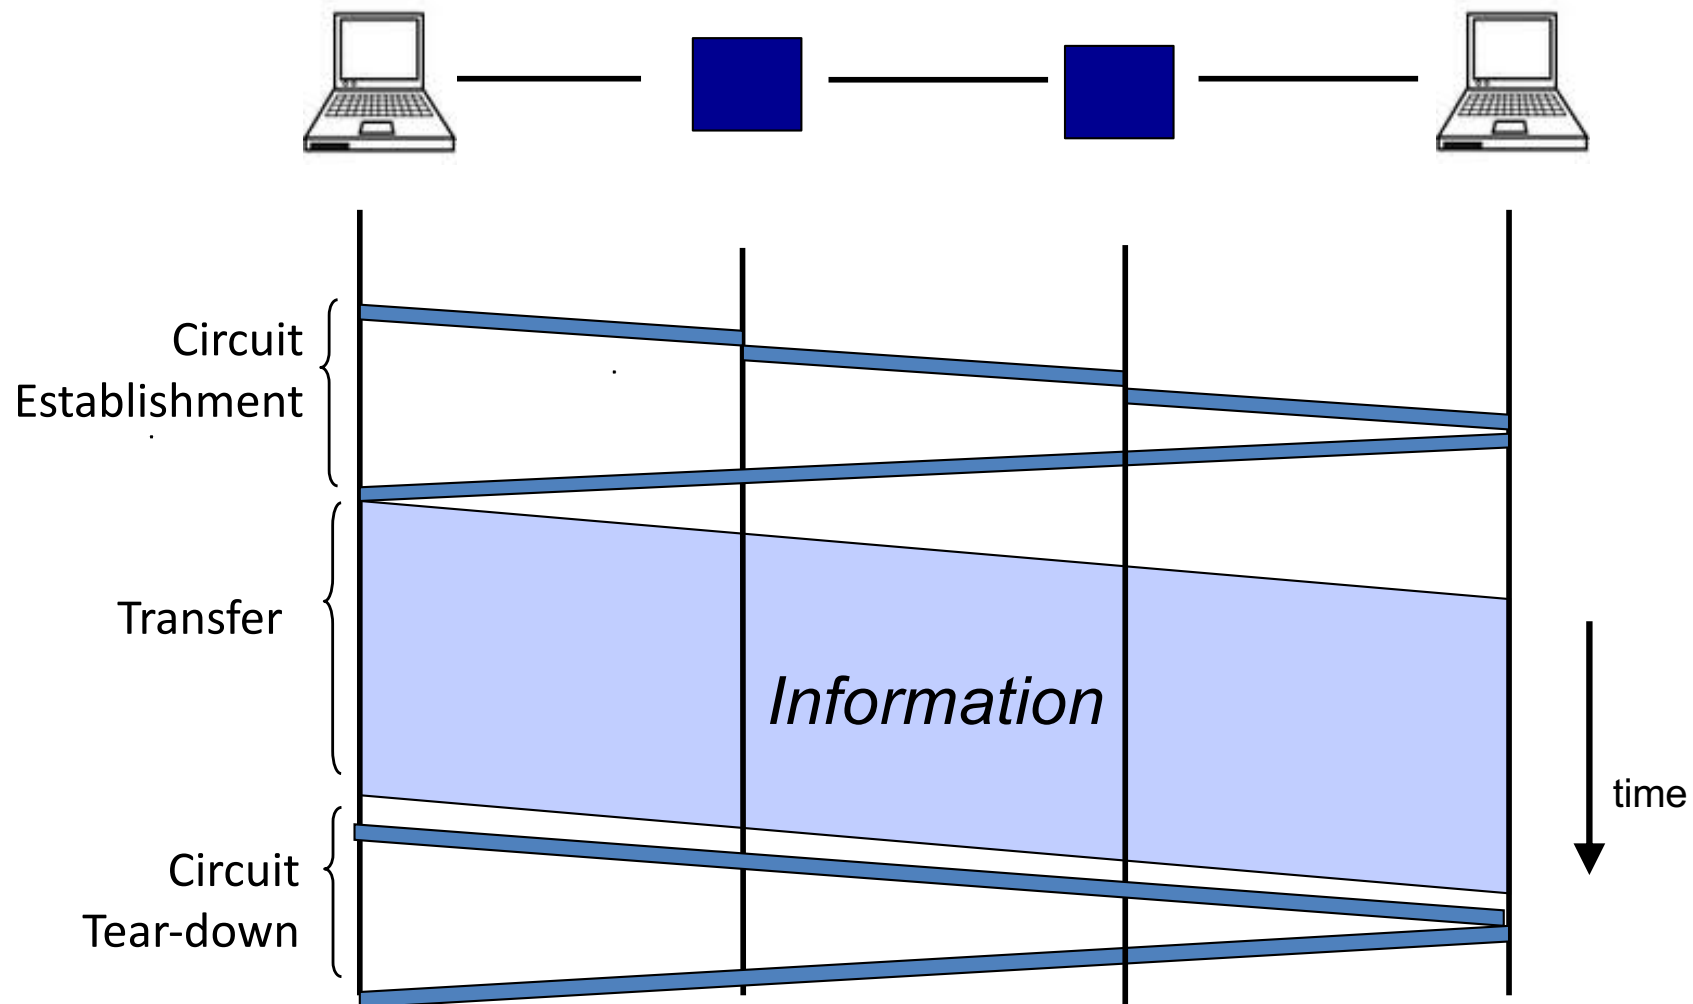 Circuit
Establishment
Transfer
Information
time
Circuit
Tear-down